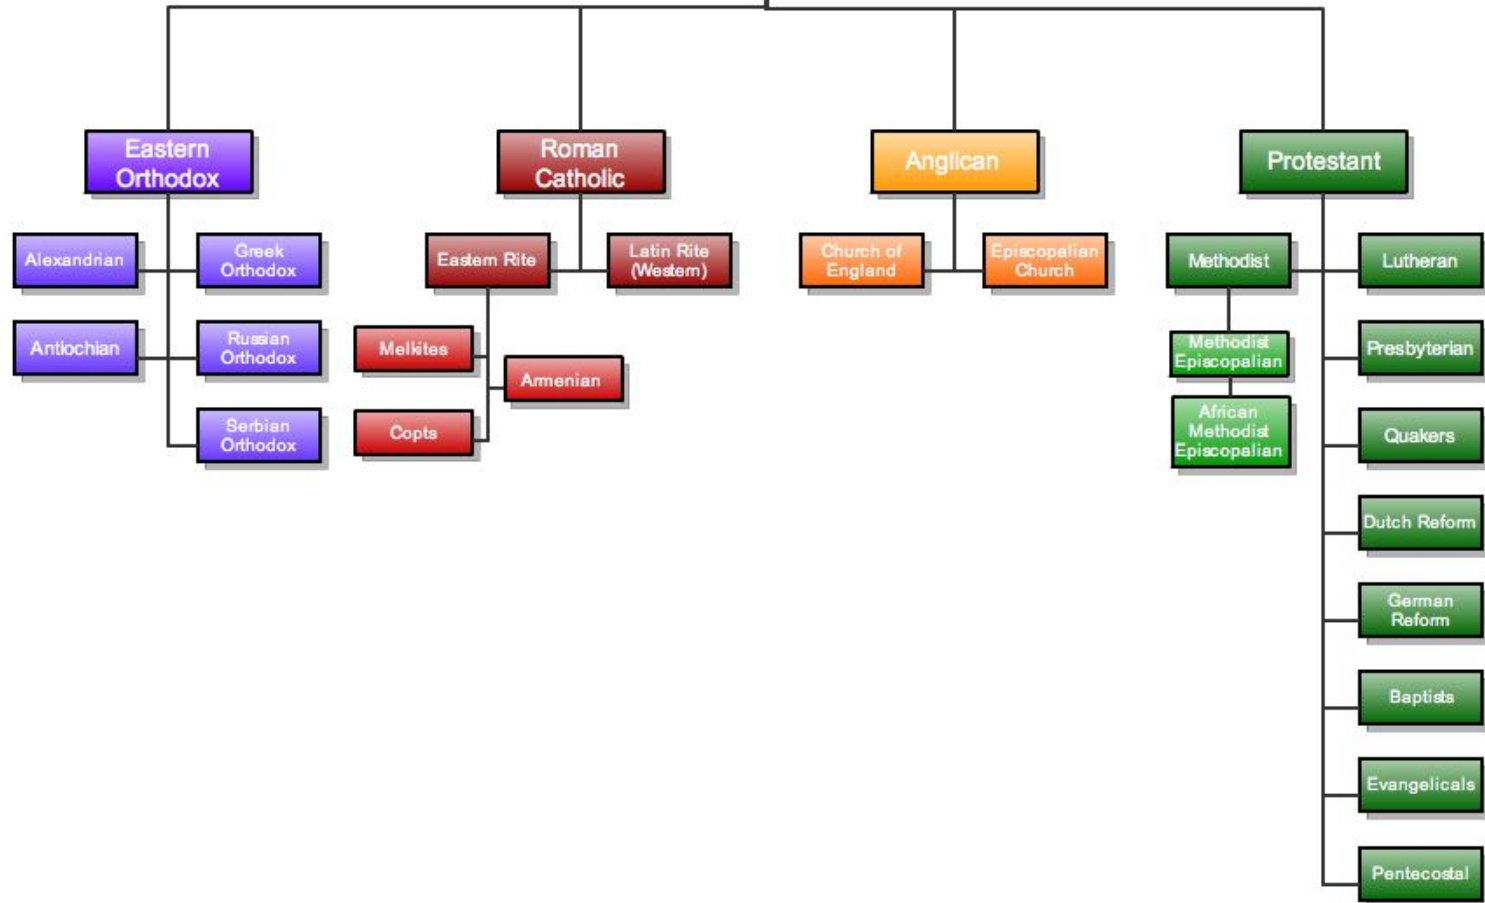 Eastern
Orthodox
Roman
Catholic
Anglican
Protestant
Alexandrian
Greek
Orthodox
Eastern Rite
Latin Rite
(Western)
Church of
England
Episcopalian
Church
Methodist
Lutheran
Antiochian
Russian
Orthodox
Melkites
Armenian
Methodist
Episcopalian
Presbyterian
Serbian
Orthodox
Copts
African
Methodist
Episcopalian
Quakers
Dutch Reform
German
Reform
Baptists
Evangelicals
Pentecostal